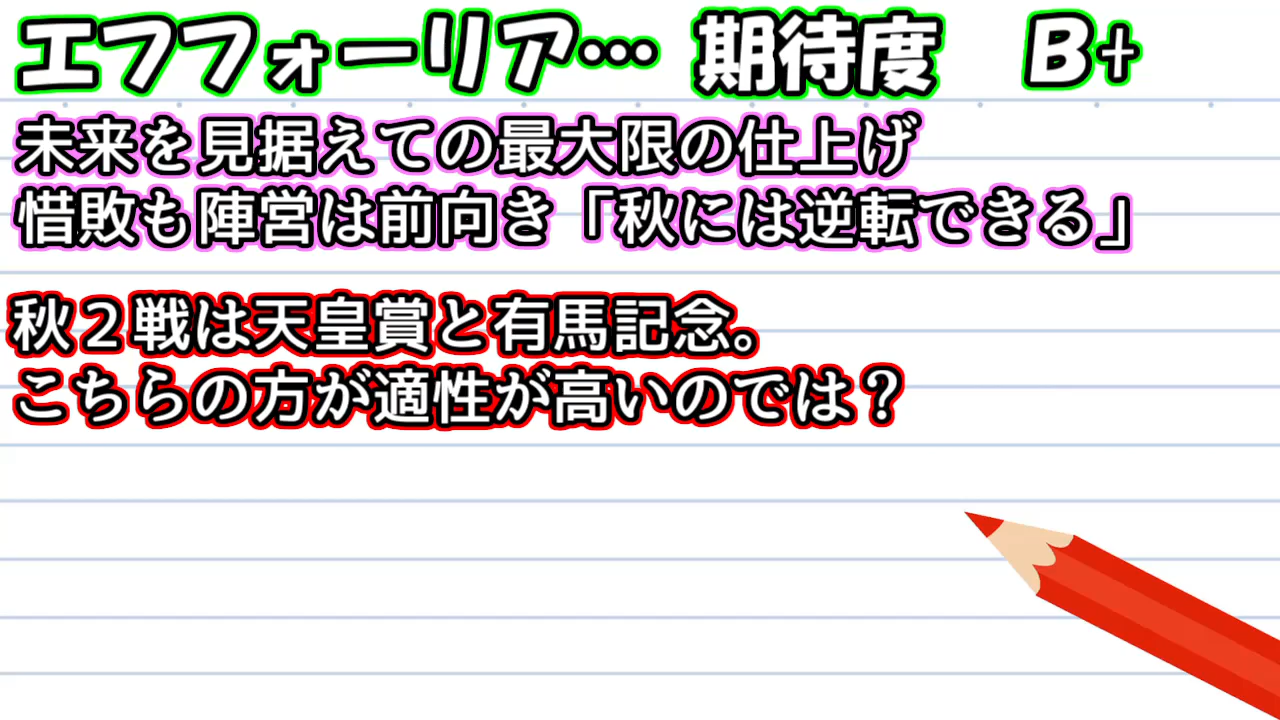 エフフォーリア… 期待度 B+
未来を見据えての最大限の仕上げ
惜敗も陣営は前向き「秋には逆転できる」
秋２戦は天皇賞と有馬記念。
こちらの方が適性が高いのでは？